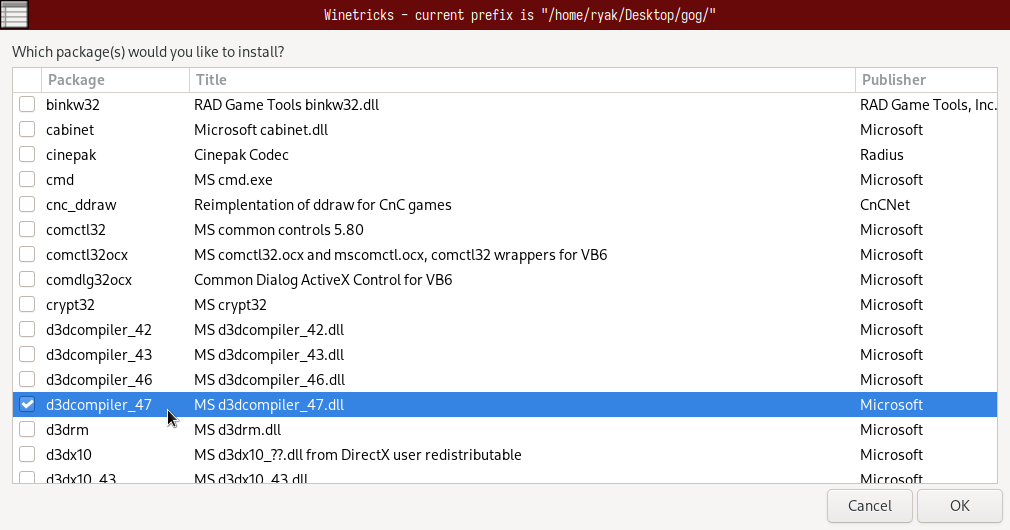 Winetricks - current prefix is "/home/ryak/Desktop/gog/"
Which package(s) would you like to install?
Package Title Publisher
binkw32 RAD Game Tools binkw32.dll RAD Game Tools, Inc.
cabinet Microsoft cabinet.dll Microsoft
cinepak Cinepak Codec Radius
cmd MS cmd.exe Microsoft
cnc_ddraw Reimplentation of ddraw for CnC games CnCNet
comctl32 MS common controls 5.80 Microsoft
comctl32ocx MS comctl32.ocx and mscomctl.ocx, comctl32 wrappers for VB6 Microsoft
comdlg32ocx Common Dialog ActiveX Control for VB6 Microsoft
crypt32 MS crypt32 Microsoft
d3dcompiler_42 MS d3dcompiler_42.dll Microsoft
d3dcompiler_43 MS d3dcompiler_43.dll Microsoft
d3dcompiler_46 MS d3dcompiler_46.dll Microsoft
d3dcompiler_47 MS d3dcompiler_47.dll Microsoft
d3drm MS d3drm.dll Microsoft
d3dx10 MS d3dx10_??.dll from DirectX user redistributable Microsoft
d3dx10_43 MS d3dx10_43.dll Microsoft
Cancel OK